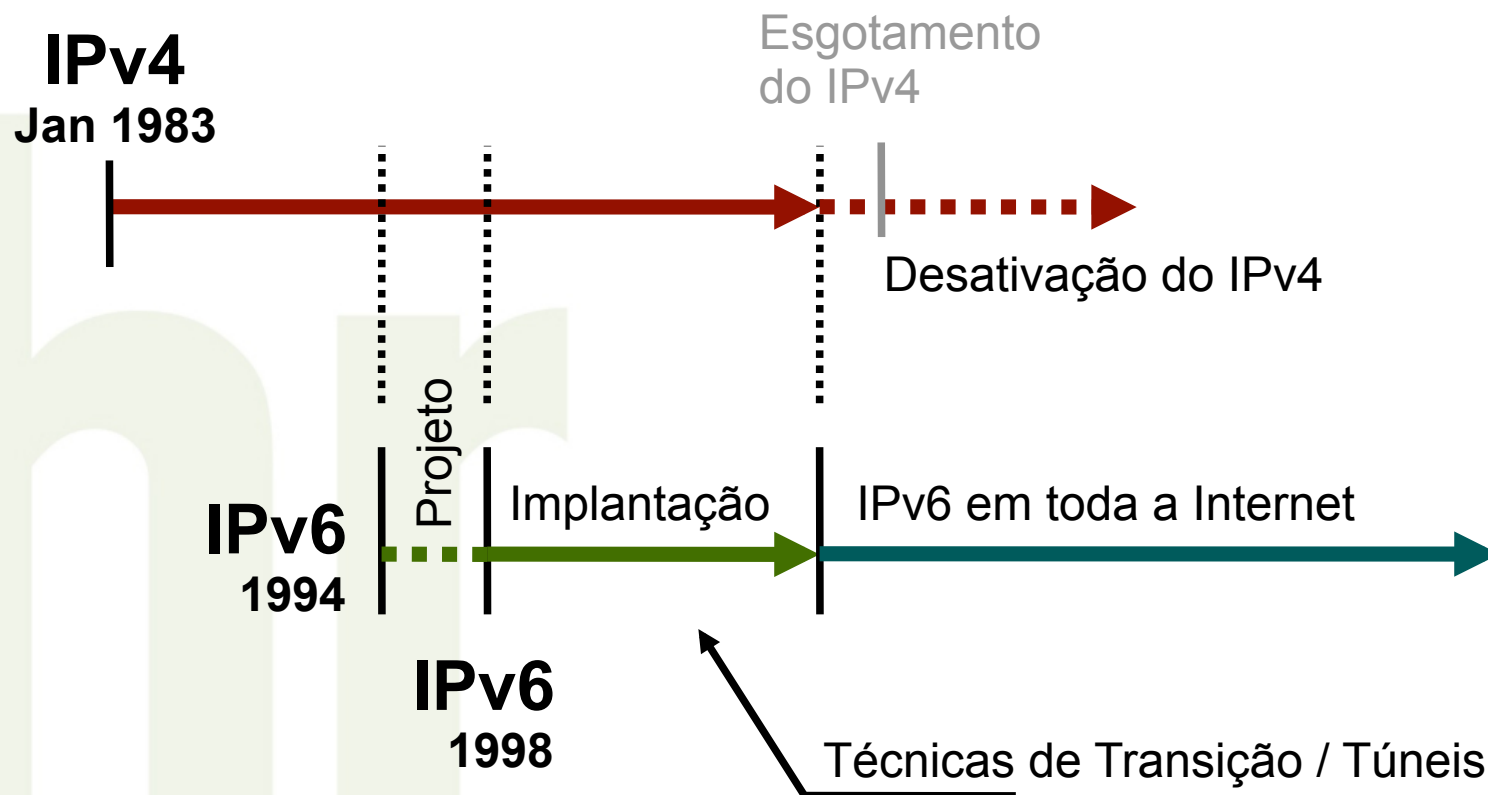 IPv4
Jan 1983
Esgotamento
do IPv4
Desativação do IPv4
Projeto
IPv6
1994
Implantação
IPv6 em toda a Internet
IPv6
1998
Técnicas de Transição / Túneis